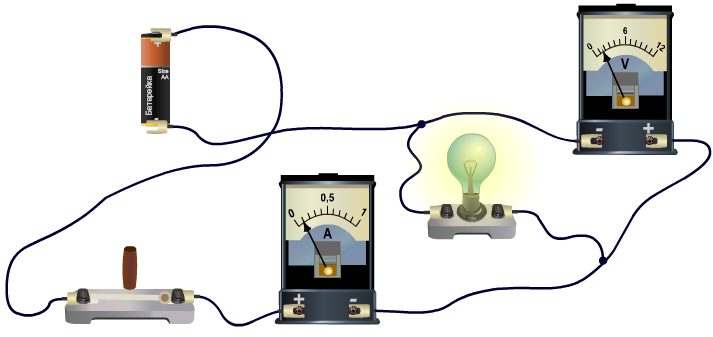 +
Батарейка
Size
AA
-
0 6 12
V
- +
0 0,5 1
A
+ -